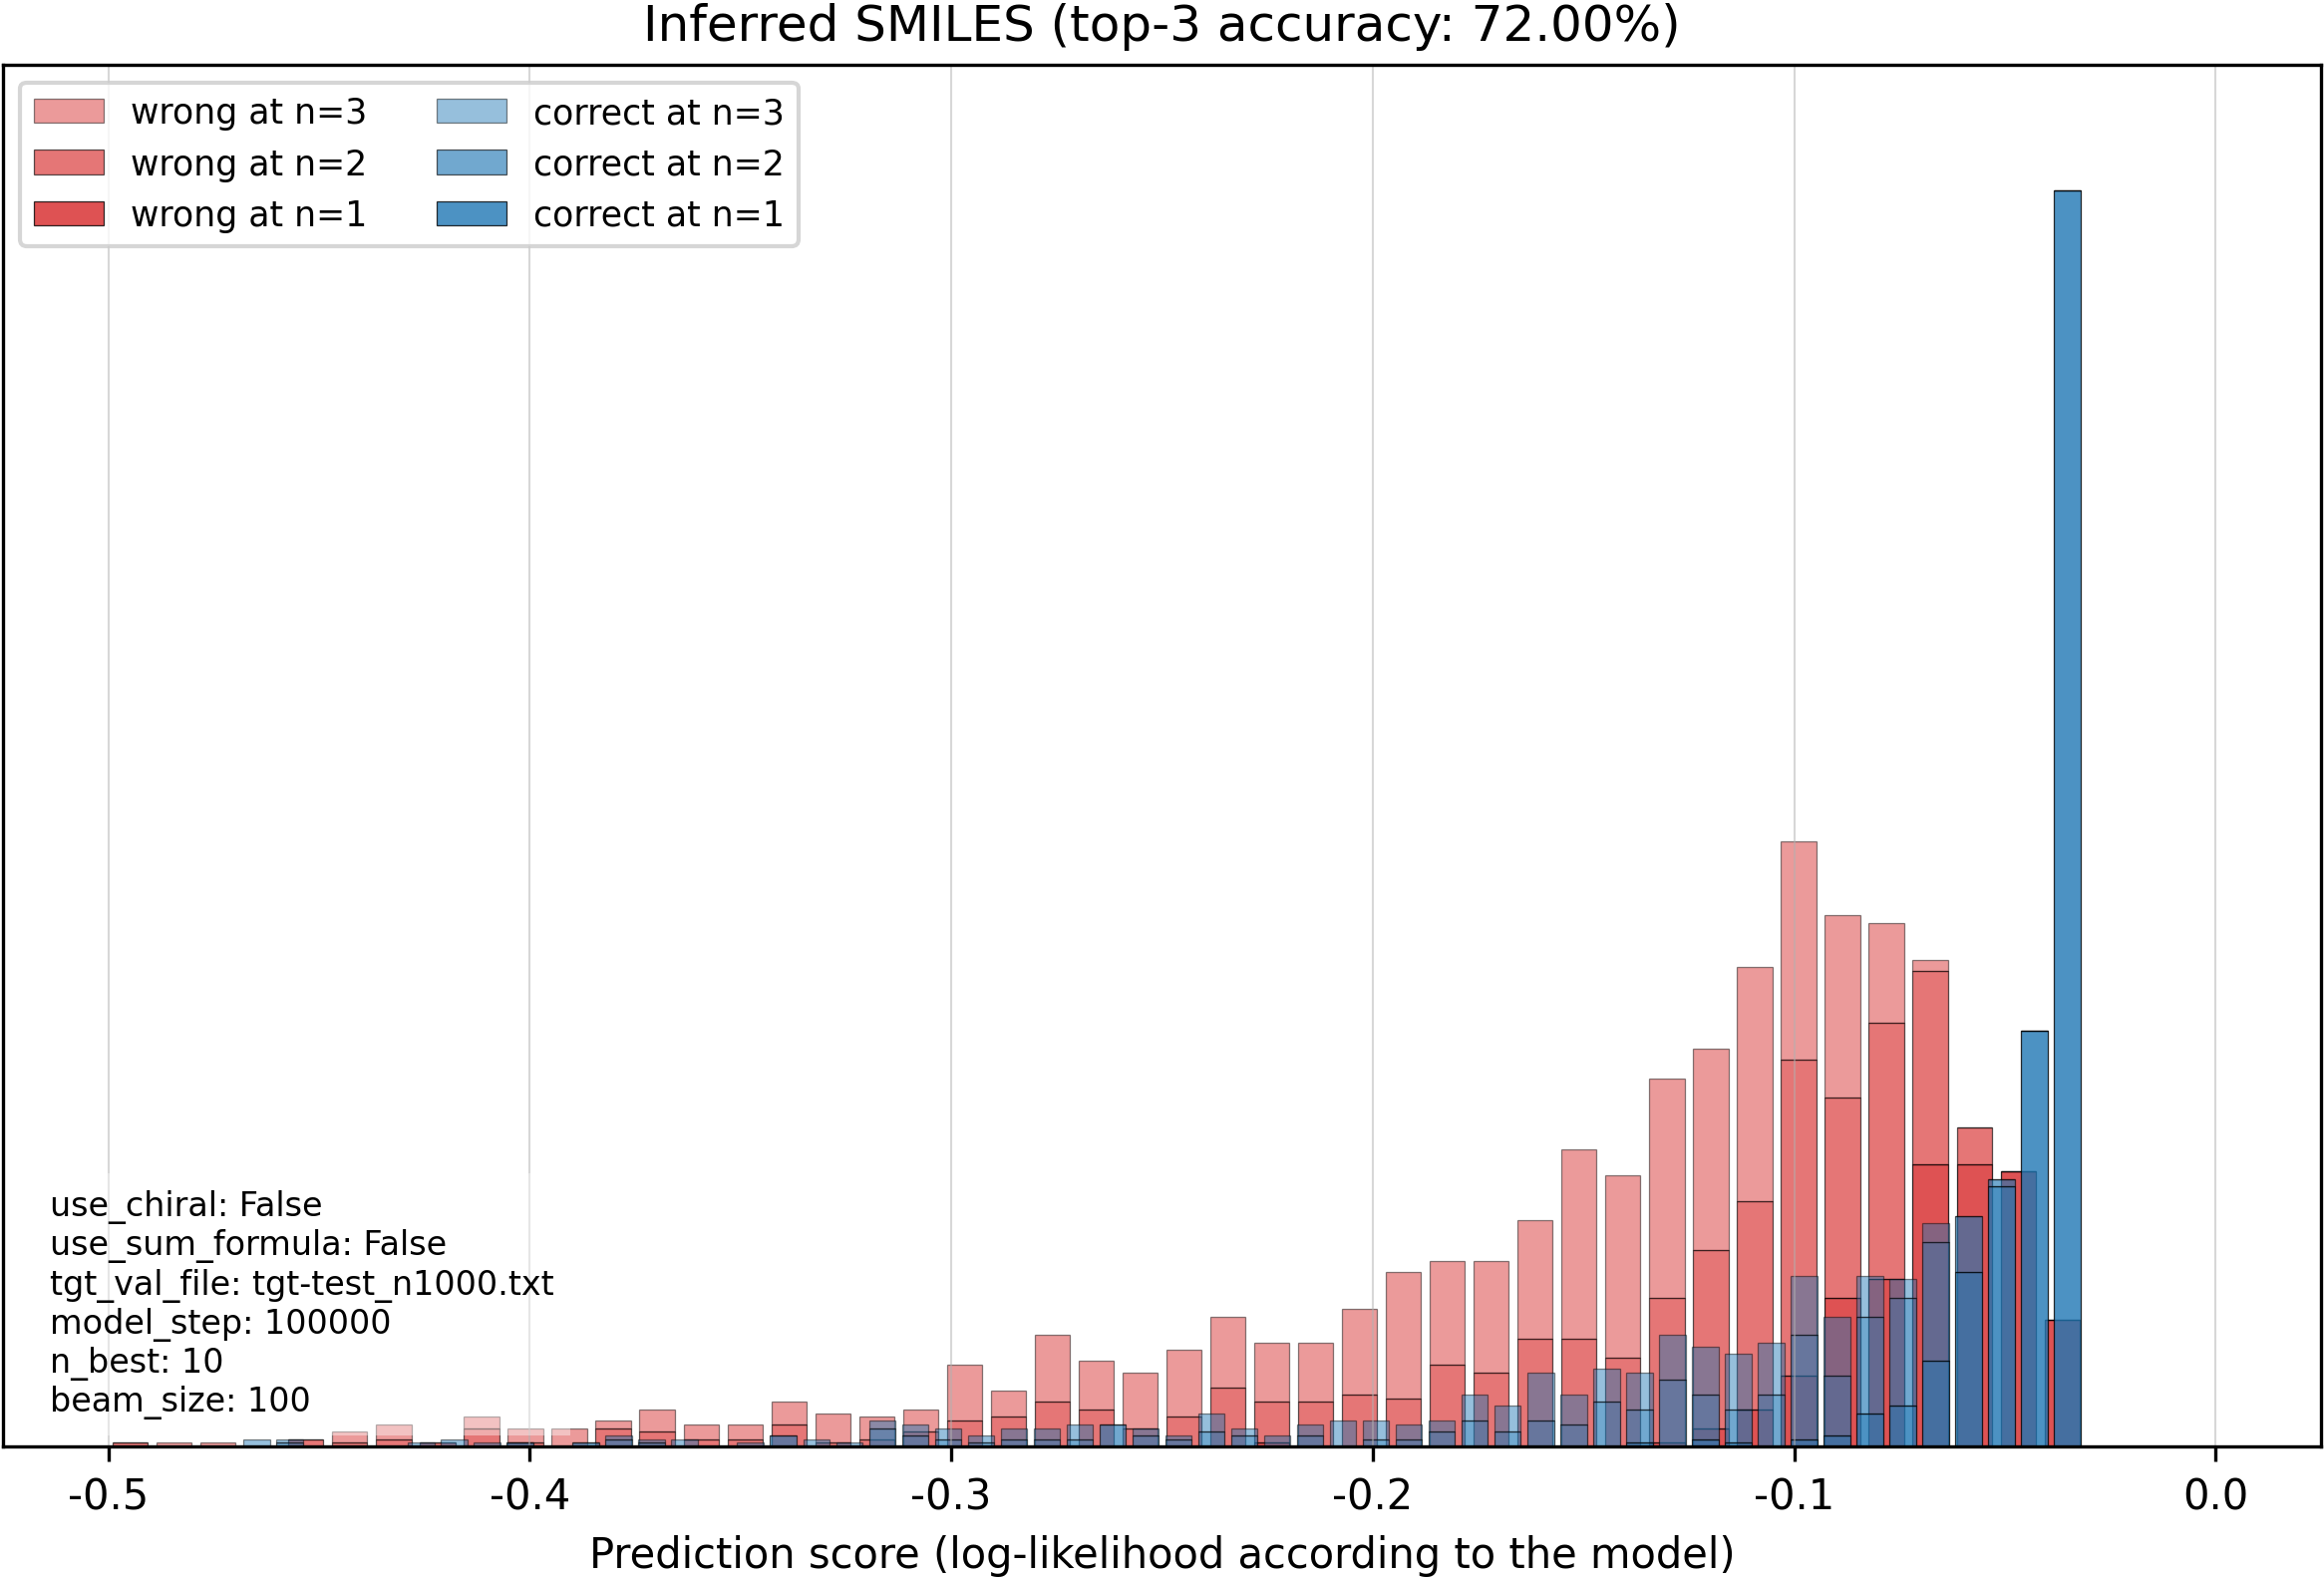 Inferred SMILES (top-3 accuracy: 72.00%)
wrong at n=3
wrong at n=2
wrong at n=1
correct at n=3
correct at n=2
correct at n=1
use_chiral: False
use_sum_formula: False
tgt_val_file: tgt-test_n1000.txt
model_step: 100000
n_best: 10
beam_size: 100
-0.5
-0.4
-0.3
-0.2
-0.1
0.0
Prediction score (log-likelihood according to the model)